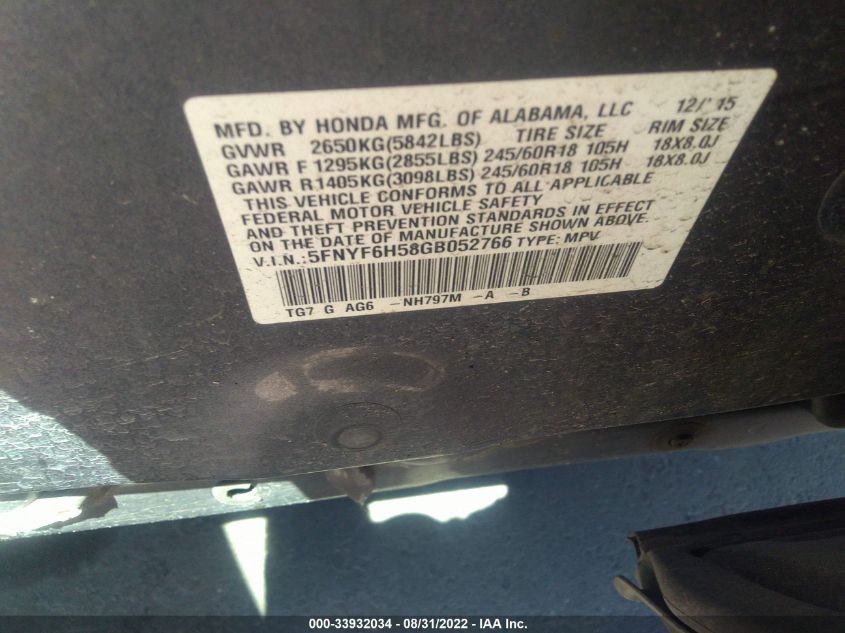 MFD. BY HONDA MFG. OF ALABAMA, LLC 12/'15
GVWR 2650KG(5842LBS) TIRE SIZE RIM SIZE
GAWR F 1295KG(2855LBS) 245/60R18 105H 18X8.0J
GAWR R1405KG(3098LBS) 245/60R18 105H 18X8.0J
THIS VEHICLE CONFORMS TO ALL APPLICABLE
FEDERAL MOTOR VEHICLE SAFETY
AND THEFT PREVENTION STANDARDS IN EFFECT
ON THE DATE OF MANUFACTURE SHOWN ABOVE.
V.I.N.:5FNYF6H58GB052766 TYPE: MPV
TG7 G AG6 -NH797M -A -B
000-33932034 - 08/31/2022 - IAA Inc.